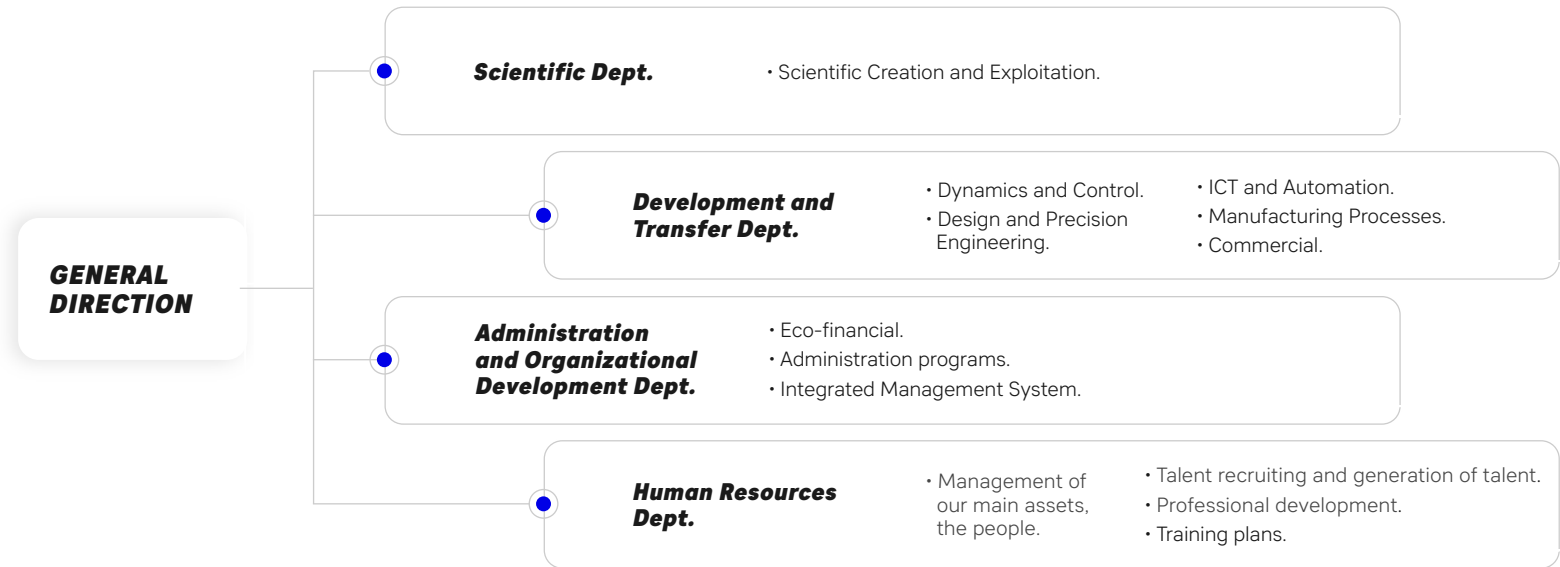 GENERAL
DIRECTION
Scientific Dept.
• Scientific Creation and Exploitation.
Development and
Transfer Dept.
• Dynamics and Control.
• Design and Precision
Engineering.
• ICT and Automation.
• Manufacturing Processes.
• Commercial.
Administration
and Organizational
Development Dept.
• Eco-financial.
• Administration programs.
• Integrated Management System.
Human Resources
Dept.
• Management of
our main assets,
the people.
• Talent recruiting and generation of talent.
• Professional development.
• Training plans.